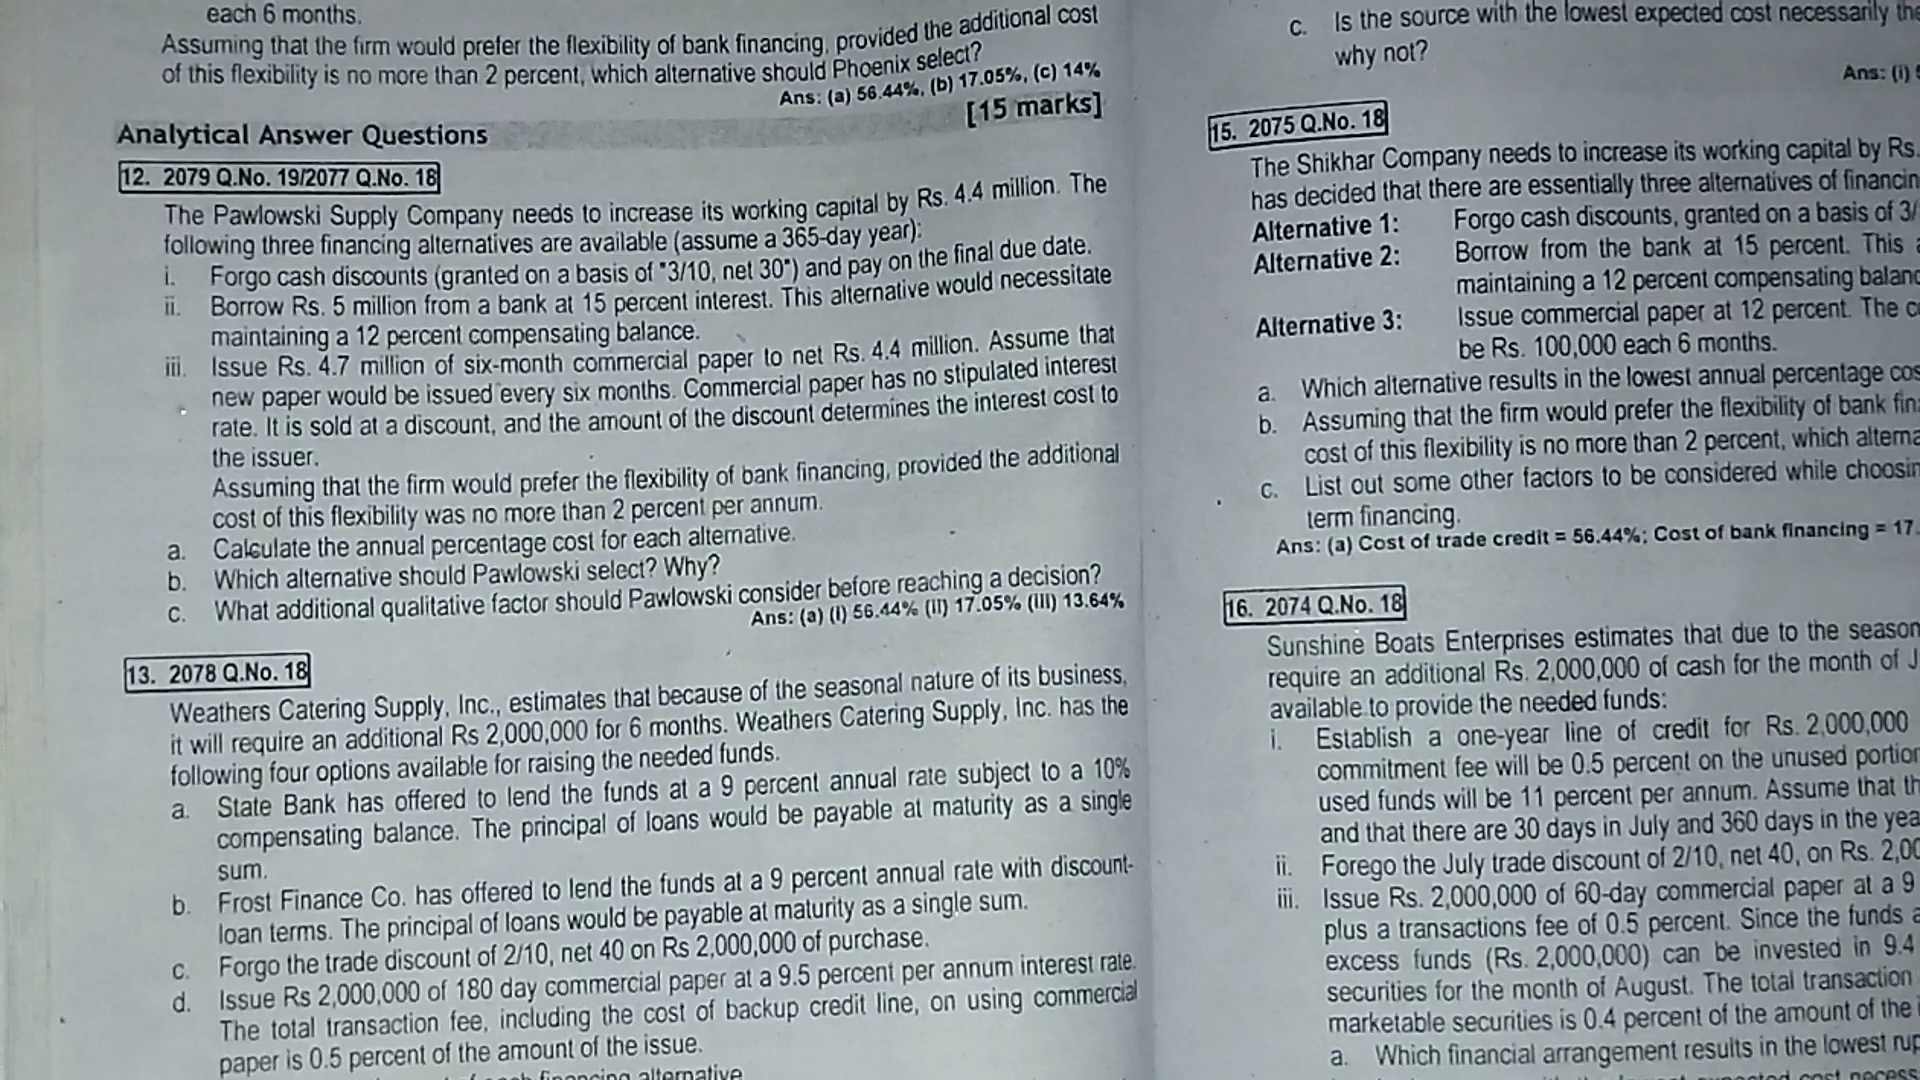 each 6 months.
Assuming that the firm would prefer the flexibility of bank financing, provided the additional cost
of this flexibility is no more than 2 percent, which alternative should Phoenix select?
Ans: (a) 56.44%, (b) 17.05%, (c) 14%
[15 marks]
Analytical Answer Questions
12. 2079 Q.No. 19/2077 Q.No. 18
The Pawlowski Supply Company needs to increase its working capital by Rs. 4.4 million. The
following three financing alternatives are available (assume a 365-day year):
i. Forgo cash discounts (granted on a basis of "3/10, net 30") and pay on the final due date.
ii. Borrow Rs. 5 million from a bank at 15 percent interest. This alternative would necessitate
maintaining a 12 percent compensating balance.
iii. Issue Rs. 4.7 million of six-month commercial paper to net Rs. 4.4 million. Assume that
new paper would be issued every six months. Commercial paper has no stipulated interest
rate. It is sold at a discount, and the amount of the discount determines the interest cost to
the issuer.
Assuming that the firm would prefer the flexibility of bank financing, provided the additional
cost of this flexibility was no more than 2 percent per annum.
a. Calculate the annual percentage cost for each alternative.
b. Which alternative should Pawlowski select? Why?
c. What additional qualitative factor should Pawlowski consider before reaching a decision?
Ans: (a) (i) 56.44% (ii) 17.05% (iii) 13.64%
13. 2078 Q.No. 18
Weathers Catering Supply, Inc., estimates that because of the seasonal nature of its business,
it will require an additional Rs 2,000,000 for 6 months. Weathers Catering Supply, Inc. has the
following four options available for raising the needed funds.
a. State Bank has offered to lend the funds at a 9 percent annual rate subject to a 10%
compensating balance. The principal of loans would be payable at maturity as a single
sum.
b. Frost Finance Co. has offered to lend the funds at a 9 percent annual rate with discount-
loan terms. The principal of loans would be payable at maturity as a single sum.
c. Forgo the trade discount of 2/10, net 40 on Rs 2,000,000 of purchase.
d. Issue Rs 2,000,000 of 180 day commercial paper at a 9.5 percent per annum interest rate.
The total transaction fee, including the cost of backup credit line, on using commercial
paper is 0.5 percent of the amount of the issue.
financing alternative
c. Is the source with the lowest expected cost necessarily the
why not?
Ans: (i)
15. 2075 Q.No. 18
The Shikhar Company needs to increase its working capital by Rs.
has decided that there are essentially three alternatives of financin
Alternative 1: Forgo cash discounts, granted on a basis of 3/
Alternative 2: Borrow from the bank at 15 percent. This
maintaining a 12 percent compensating balanc
Alternative 3: Issue commercial paper at 12 percent. The c
be Rs. 100,000 each 6 months.
a. Which alternative results in the lowest annual percentage cos
b. Assuming that the firm would prefer the flexibility of bank fin
cost of this flexibility is no more than 2 percent, which alterna
c. List out some other factors to be considered while choosin
term financing.
Ans: (a) Cost of trade credit = 56.44%; Cost of bank financing = 17.
16. 2074 Q.No. 18
Sunshine Boats Enterprises estimates that due to the season
require an additional Rs. 2,000,000 of cash for the month of J
available to provide the needed funds:
i. Establish a one-year line of credit for Rs. 2,000,000
commitment fee will be 0.5 percent on the unused portion
used funds will be 11 percent per annum. Assume that th
and that there are 30 days in July and 360 days in the yea
ii. Forego the July trade discount of 2/10, net 40, on Rs. 2,00
iii. Issue Rs. 2,000,000 of 60-day commercial paper at a 9
plus a transactions fee of 0.5 percent. Since the funds a
excess funds (Rs. 2,000,000) can be invested in 9.4
securities for the month of August. The total transaction
marketable securities is 0.4 percent of the amount of the
a. Which financial arrangement results in the lowest rup